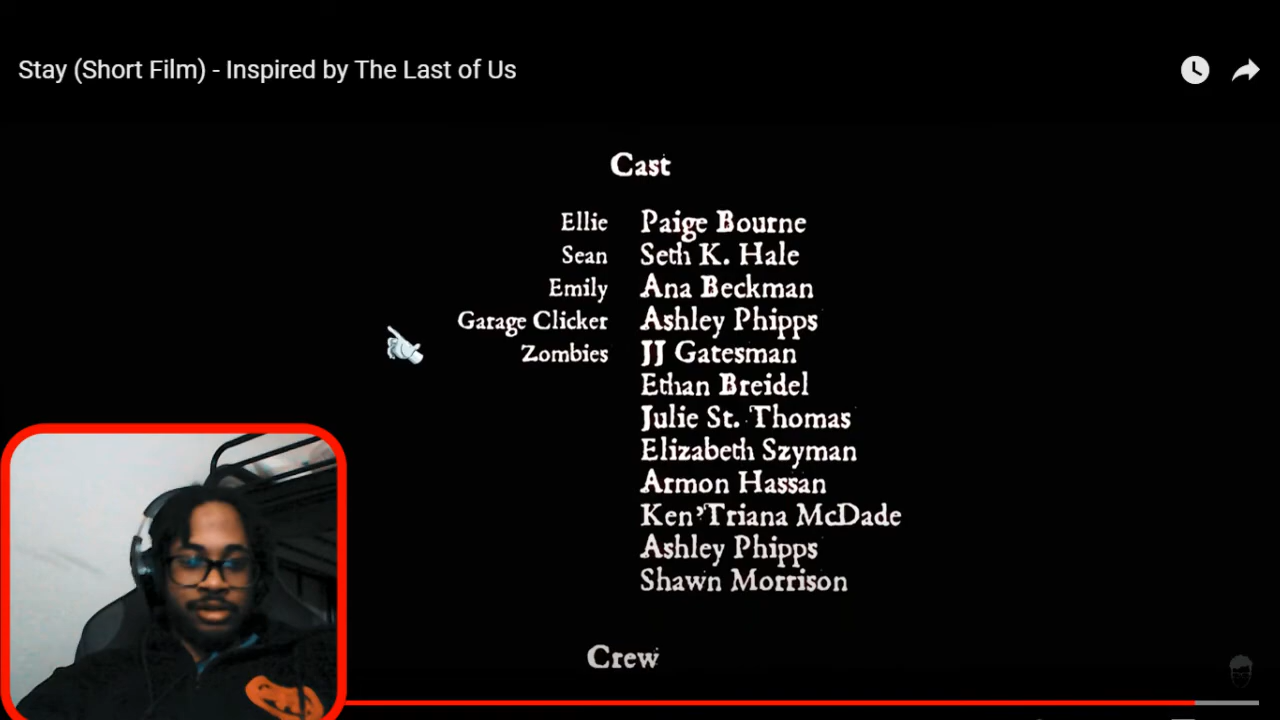 Stay (Short Film) - Inspired by The Last of Us
Cast
Ellie Paige Bourne
Sean Seth K. Hale
Emily Ana Beckman
Garage Clicker Ashley Phipps
Zombies JJ Gatesman
Ethan Breidel
Julie St. Thomas
Elizabeth Szyman
Armon Hassan
Ken'Triana McDade
Ashley Phipps
Shawn Morrison
Crew